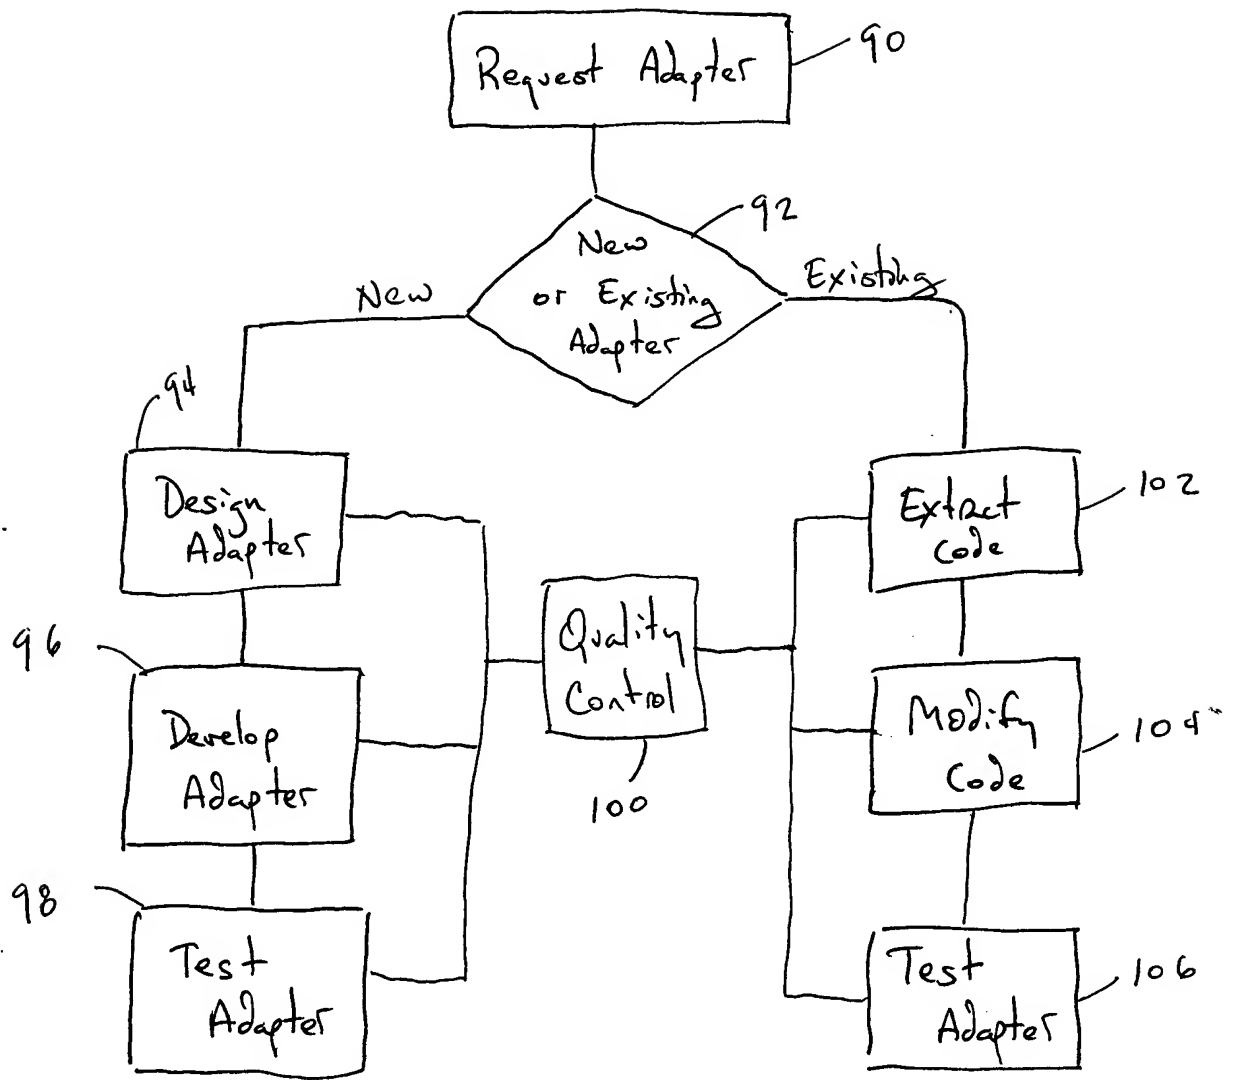 Request Adapter
90
92
New
or Existing
Adapter
New
Existing
94
Design
Adapter
Extract
Code
102
96
Develop
Adapter
Quality
Control
100
Modify
Code
104
98
Test
Adapter
Test
Adapter
106